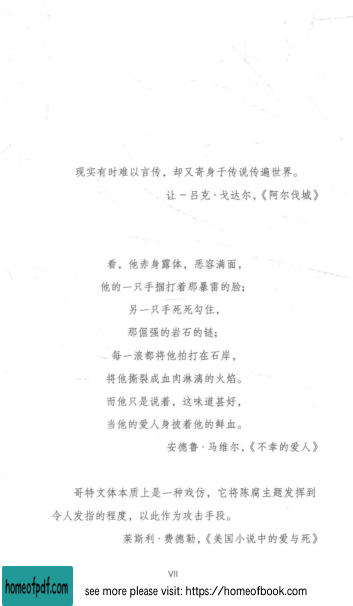 现实有时难以言传，却又寄身于传说传遍世界。
让－吕克·戈达尔，《阿尔伐城》
看，他赤身露体，恶容满面，
他的一只手掴打着那暴雷的脸；
另一只手死死勾住，
那倔强的岩石的链；
每一浪都将他拍打在石岸，
将他撕裂成血肉淋漓的火焰。
而他只是说着，这味道甚好，
当他的爱人身披着他的鲜血。
安德鲁·马维尔，《不幸的爱人》
哥特文体本质上是一种戏仿，它将陈腐主题发挥到
令人发指的程度，以此作为攻击手段。
莱斯利·费德勒，《美国小说中的爱与死》
VII
homeofpdf.com
see more please visit: https://homeofbook.com